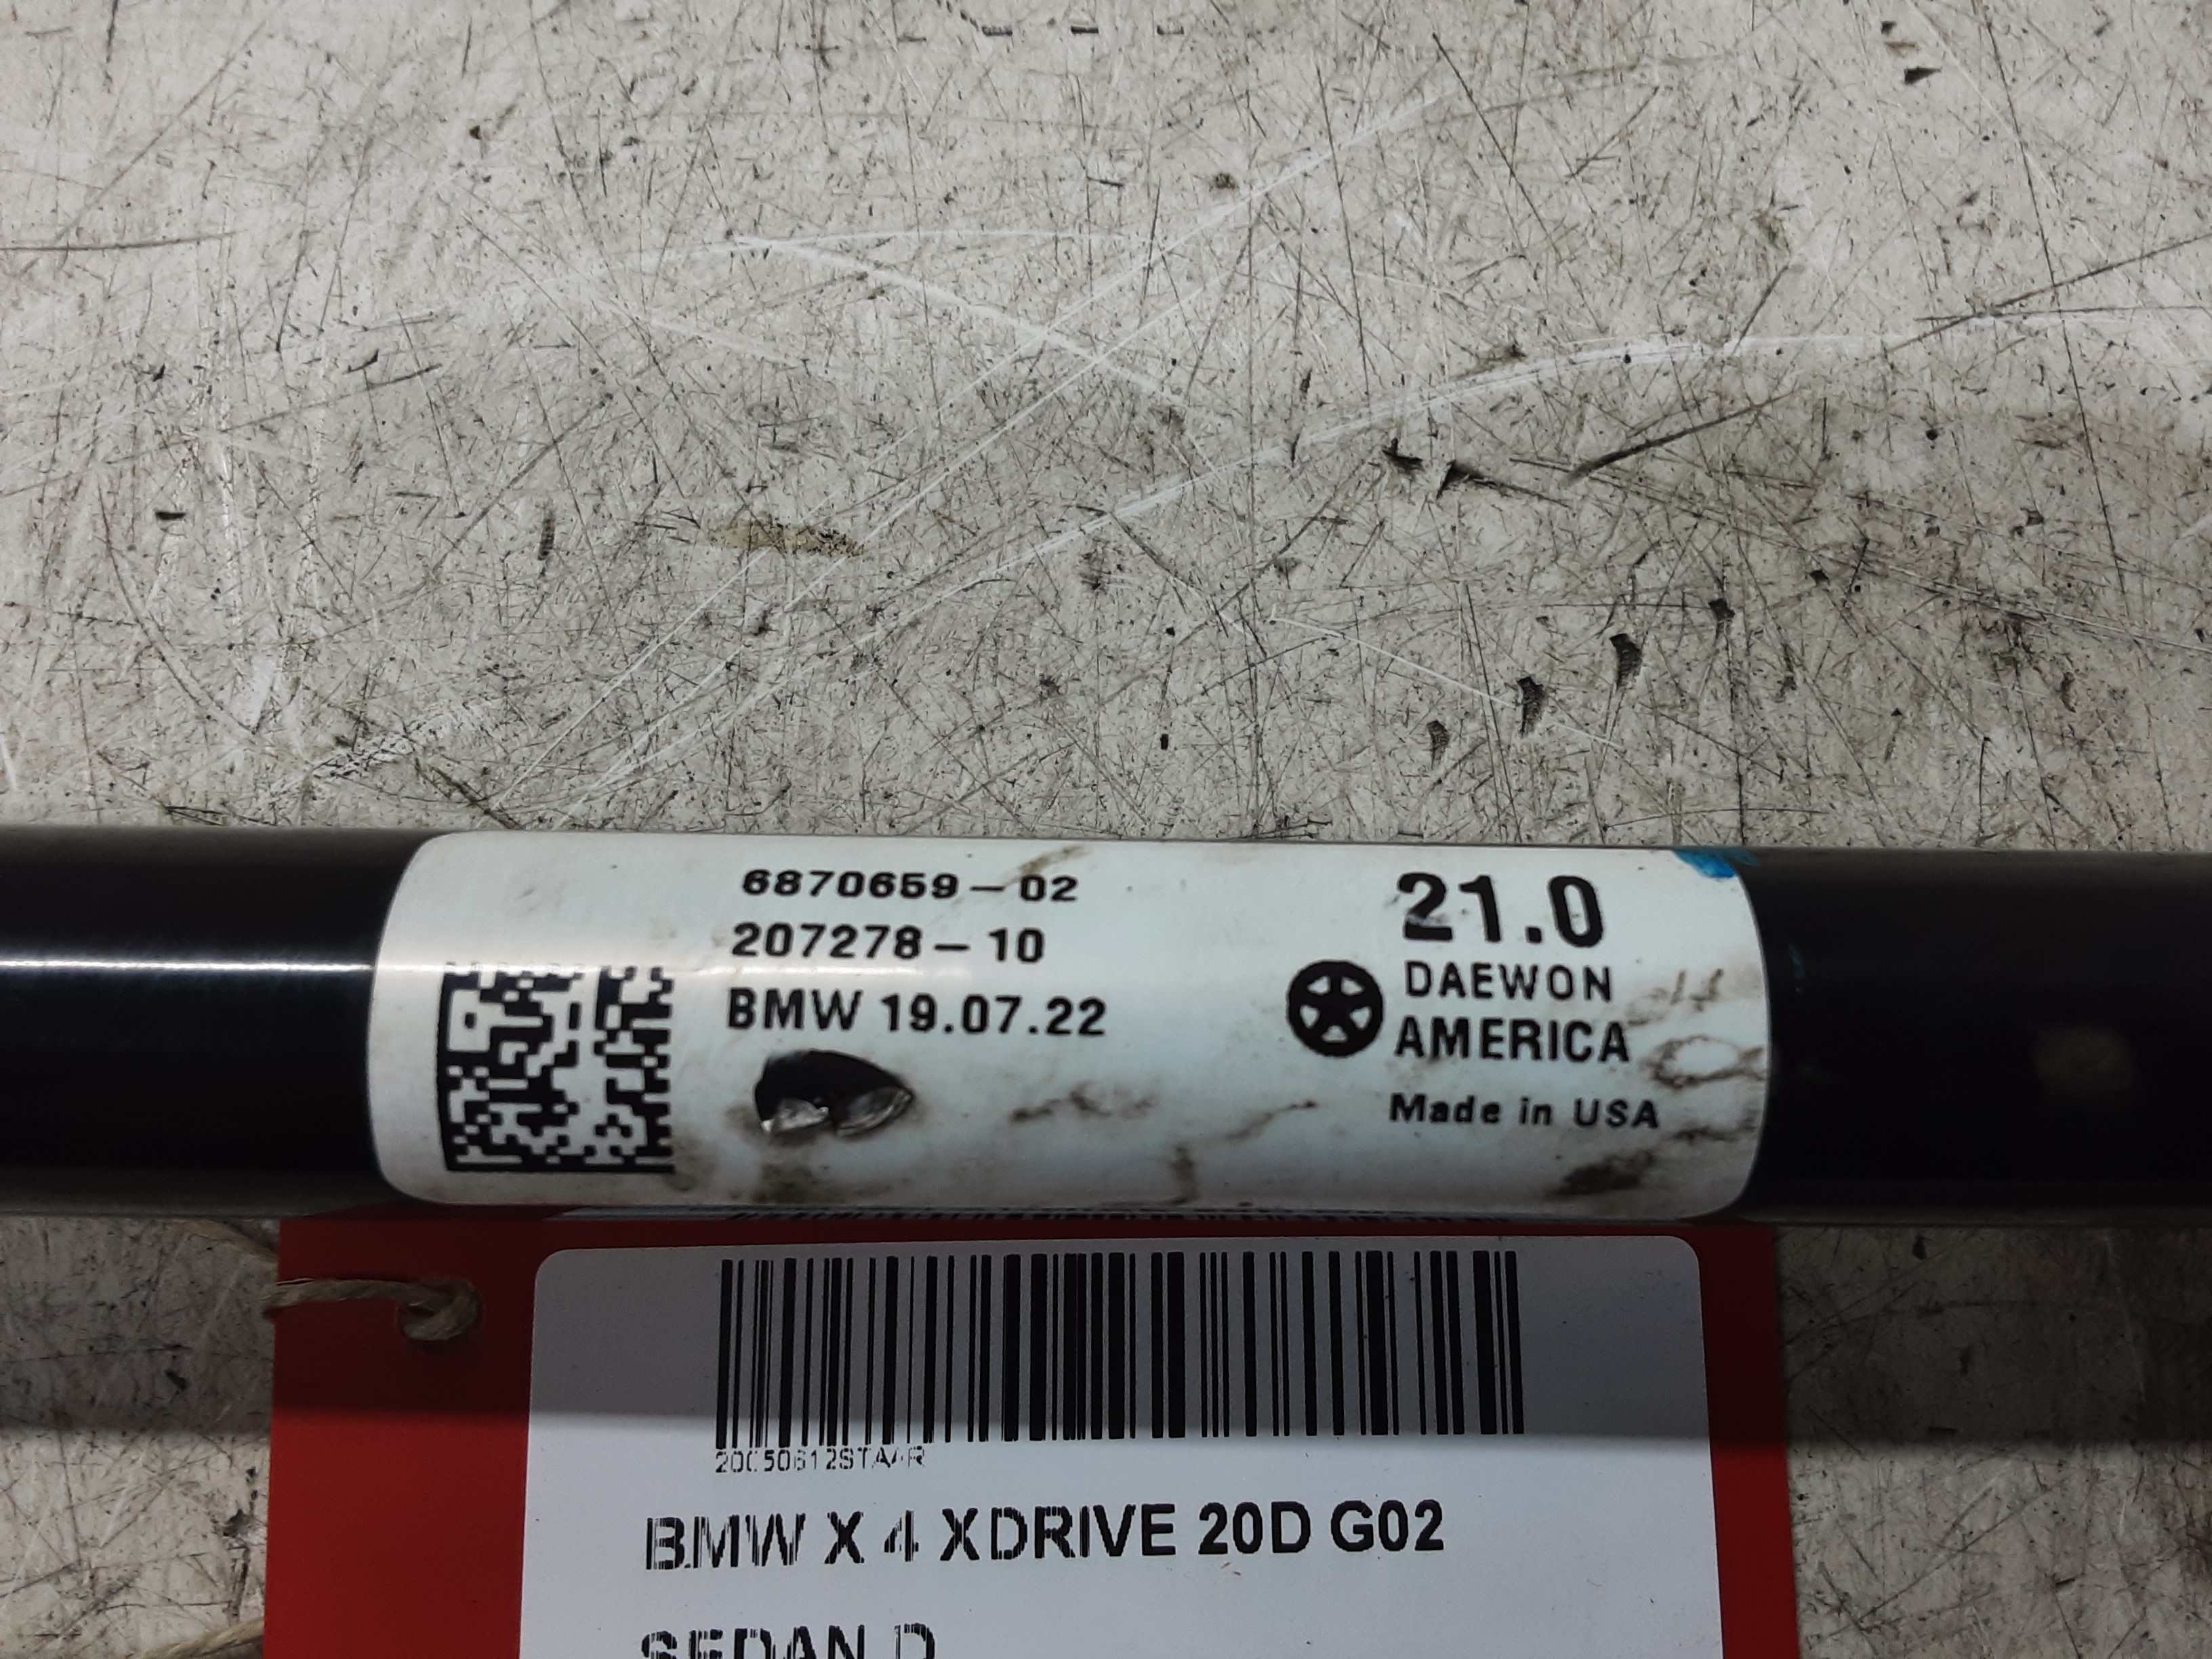 6870659-02
207278-10
BMW 19.07.22
21.0
DAEWON
AMERICA
Made in USA
BMW X 4 XDRIVE 20D G02
SEDAN D